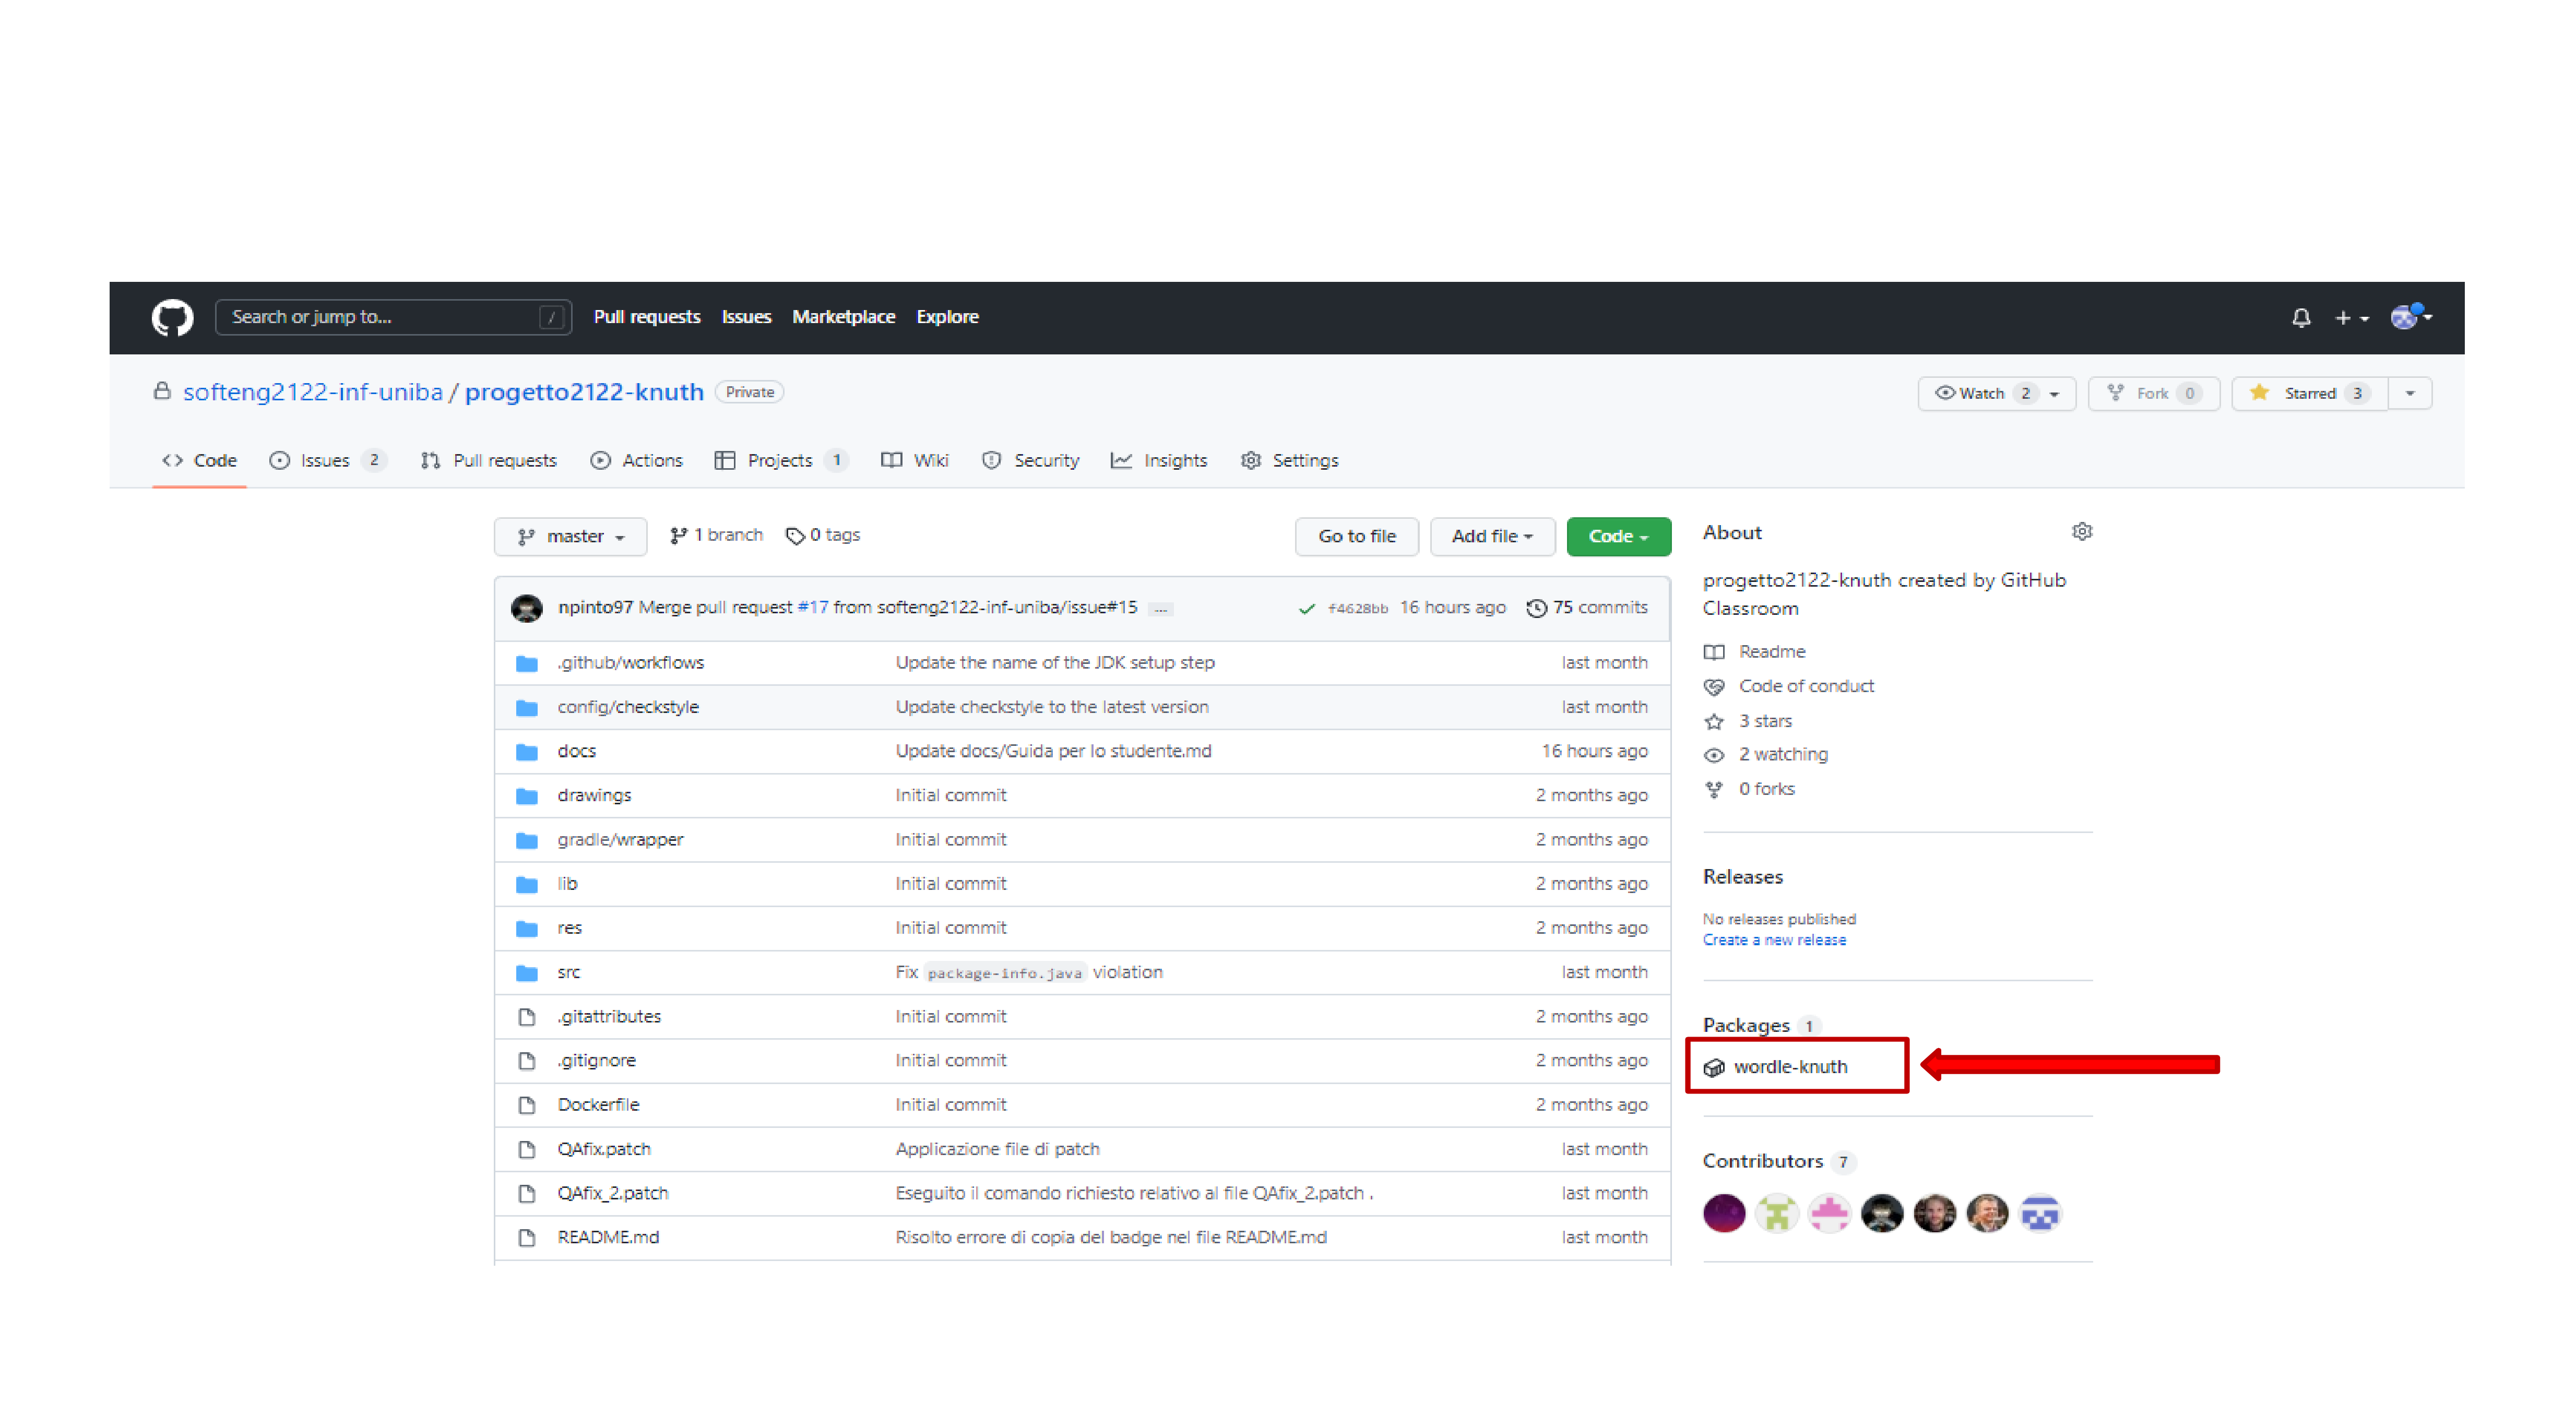 Search or jump to... /
Pull requests Issues Marketplace Explore
softeng2122-inf-uniba / progetto2122-knuth Private
Watch 2 Fork 0 Starred 3
Code Issues 2 Pull requests Actions Projects 1 Wiki Security Insights Settings
master 1 branch 0 tags Go to file Add file Code
npinto97 Merge pull request #17 from softeng2122-inf-uniba/issue#15 ... f4628bb 16 hours ago 75 commits
.github/workflows Update the name of the JDK setup step last month
config/checkstyle Update checkstyle to the latest version last month
docs Update docs/Guida per lo studente.md 16 hours ago
drawings Initial commit 2 months ago
gradle/wrapper Initial commit 2 months ago
lib Initial commit 2 months ago
res Initial commit 2 months ago
src Fix package-info.java violation last month
.gitattributes Initial commit 2 months ago
.gitignore Initial commit 2 months ago
Dockerfile Initial commit 2 months ago
QAfix.patch Applicazione file di patch last month
QAfix_2.patch Eseguito il comando richiesto relativo al file QAfix_2.patch . last month
README.md Risolto errore di copia del badge nel file README.md last month
About
progetto2122-knuth created by GitHub
Classroom
Readme
Code of conduct
3 stars
2 watching
0 forks
Releases
No releases published
Create a new release
Packages 1
wordle-knuth
Contributors 7